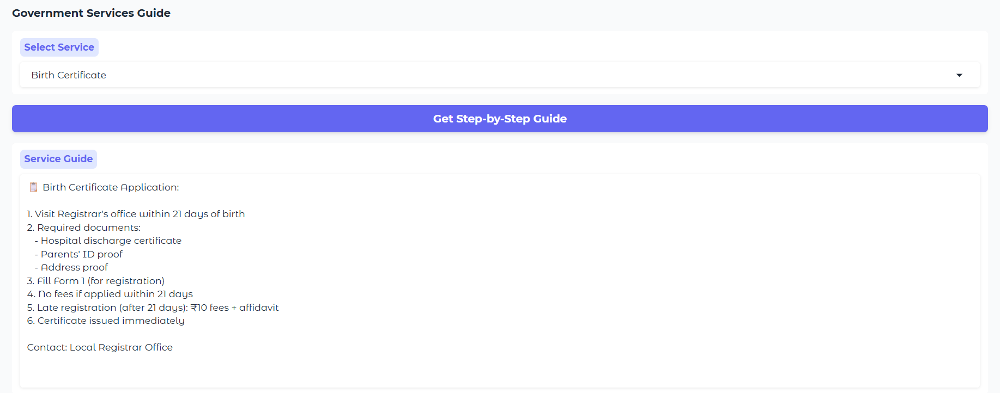 Government Services Guide
Select Service
Birth Certificate
Get Step-by-Step Guide
Service Guide
📋 Birth Certificate Application:
1. Visit Registrar's office within 21 days of birth
2. Required documents:
- Hospital discharge certificate
- Parents' ID proof
- Address proof
3. Fill Form 1 (for registration)
4. No fees if applied within 21 days
5. Late registration (after 21 days): ₹10 fees + affidavit
6. Certificate issued immediately
Contact: Local Registrar Office